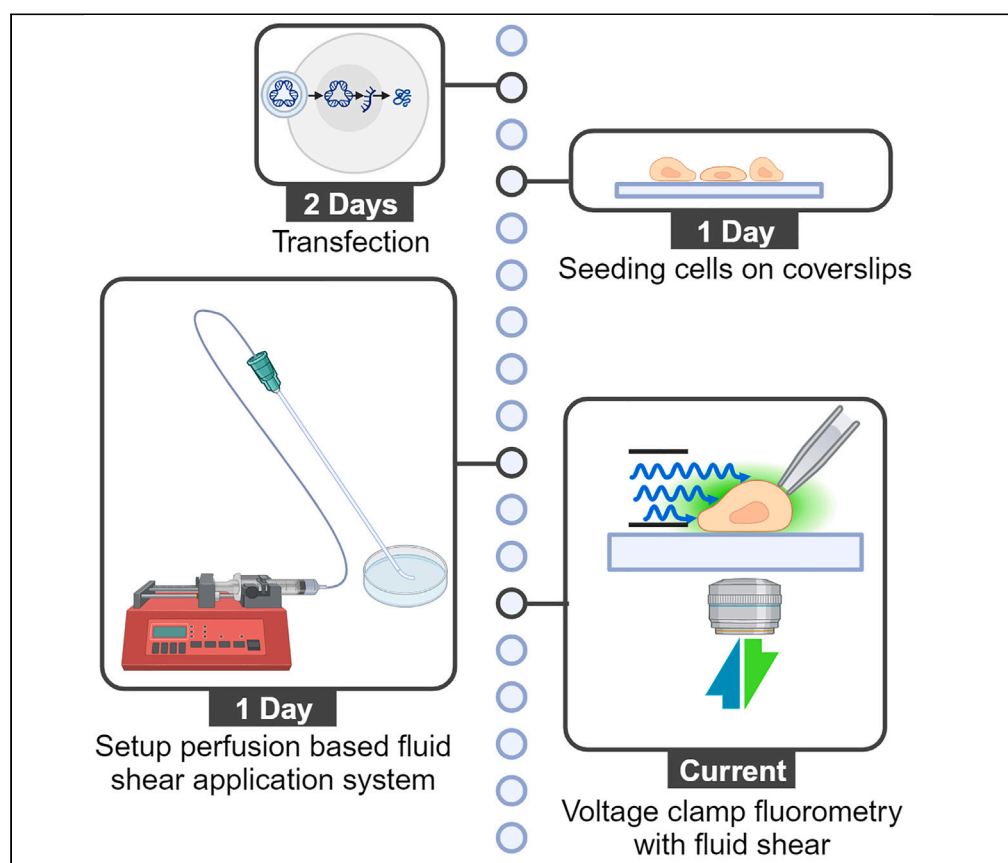 2 Days
Transfection
1 Day
Seeding cells on coverslips
1 Day
Setup perfusion based fluid
shear application system
Current
Voltage clamp fluorometry
with fluid shear